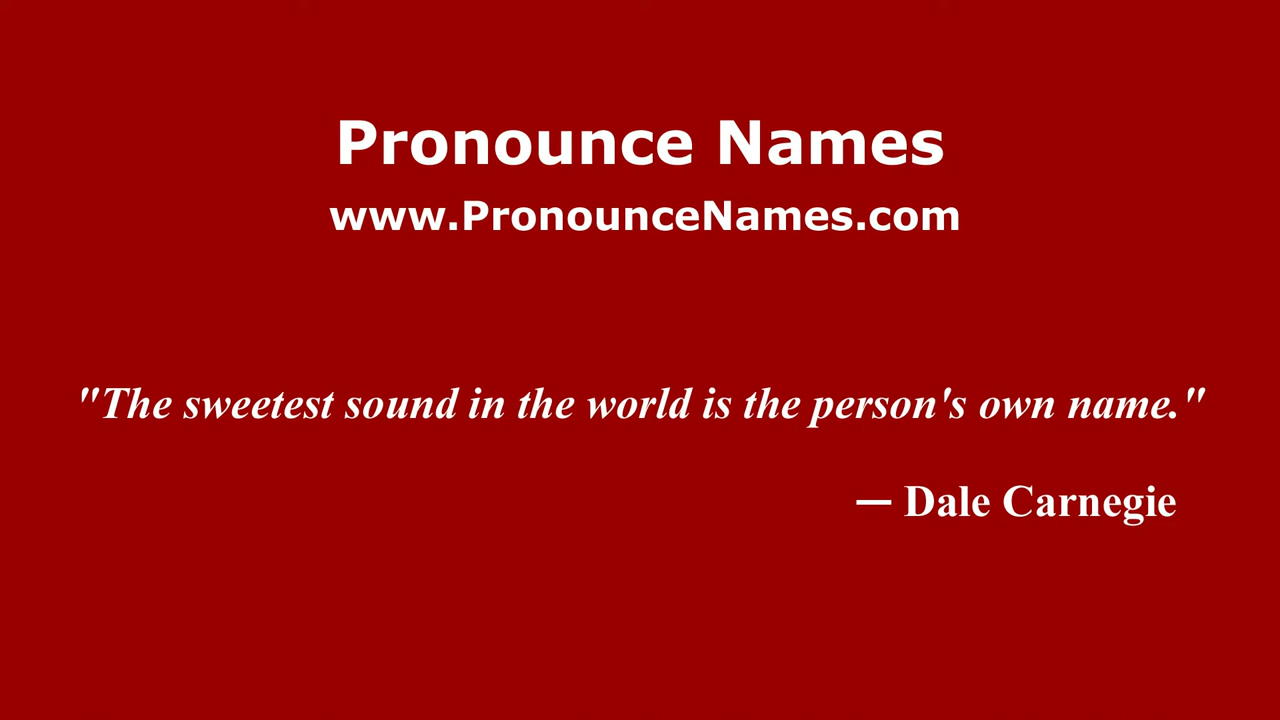 Pronounce Names
www.PronounceNames.com
"The sweetest sound in the world is the person's own name."
— Dale Carnegie